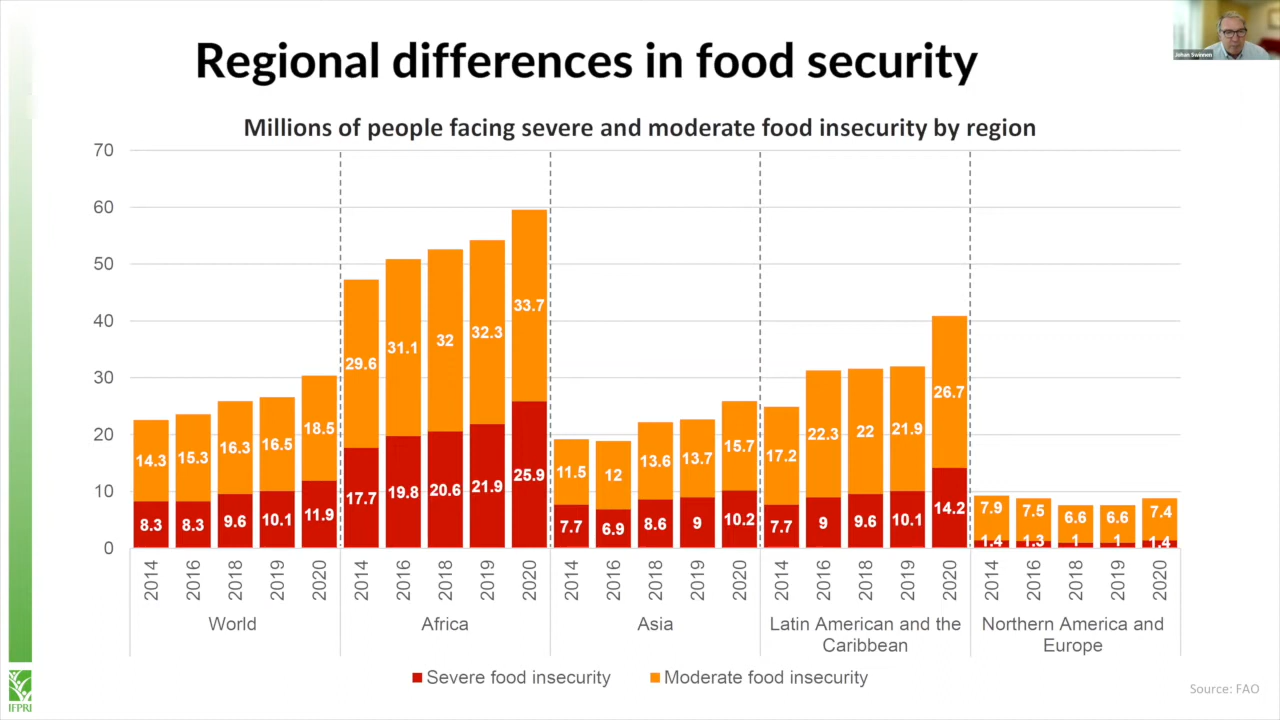 Regional differences in food security
Johan Swinnen
Millions of people facing severe and moderate food insecurity by region
70
60
50
40
30
20
10
0
14.3 15.3 16.3 16.5 18.5
8.3 8.3 9.6 10.1 11.9
29.6 31.1 32 32.3 33.7
17.7 19.8 20.6 21.9 25.9
11.5 12 13.6 13.7 15.7
7.7 6.9 8.6 9 10.2
17.2 22.3 22 21.9 26.7
7.7 9 9.6 10.1 14.2
7.9 7.5 6.6 6.6 7.4
1.4 1.3 1 1 1.4
2014 2016 2018 2019 2020 2014 2016 2018 2019 2020 2014 2016 2018 2019 2020 2014 2016 2018 2019 2020 2014 2016 2018 2019 2020
World
Africa
Asia
Latin American and the
Caribbean
Northern America and
Europe
Severe food insecurity
Moderate food insecurity
Source: FAO
IFPRI